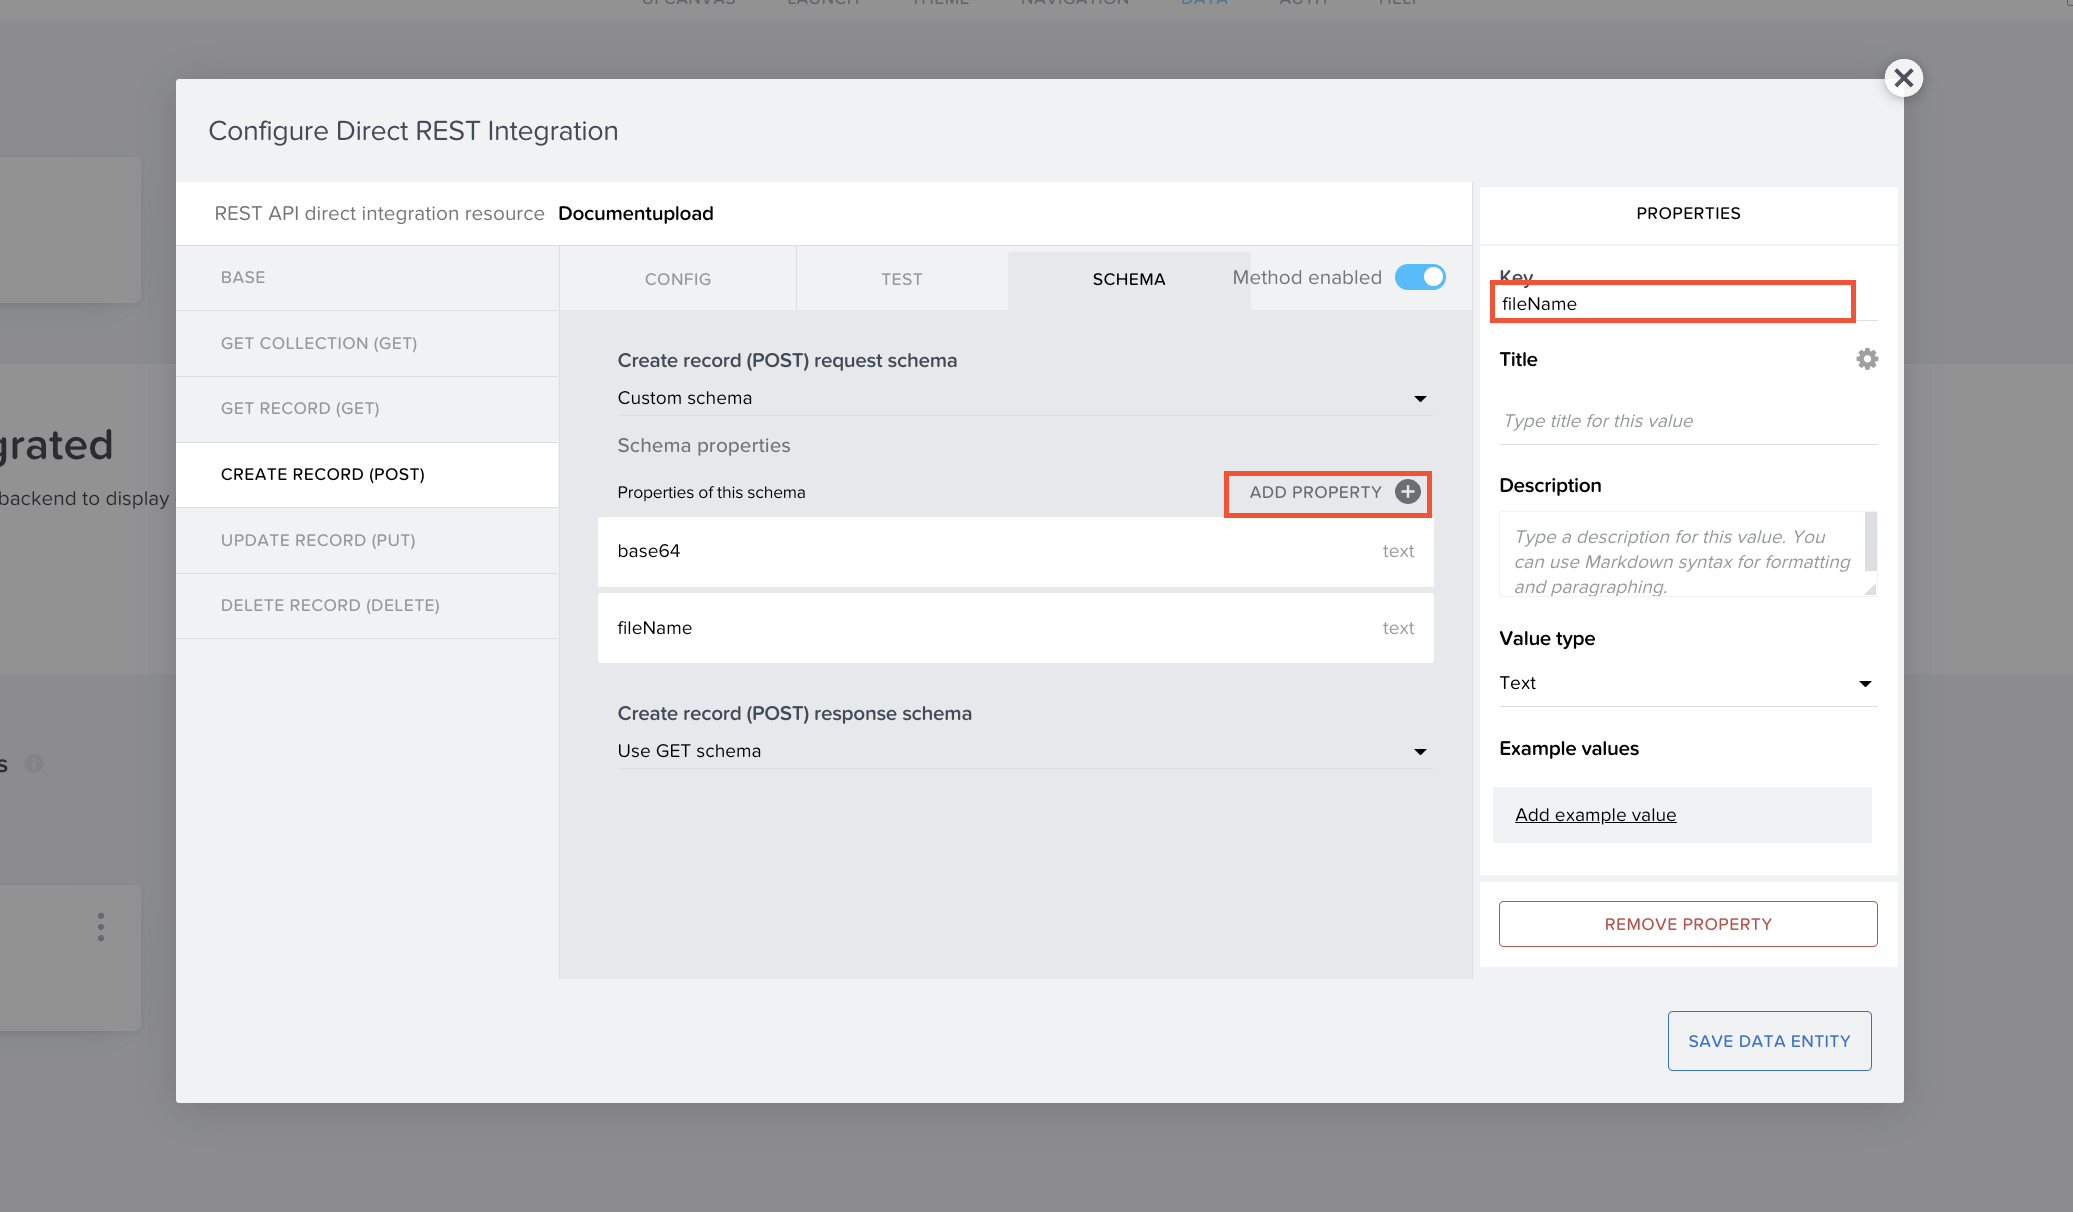 DATA
Configure Direct REST Integration
REST API direct integration resource Documentupload
BASE
GET COLLECTION (GET)
GET RECORD (GET)
CREATE RECORD (POST)
UPDATE RECORD (PUT)
DELETE RECORD (DELETE)
CONFIG
TEST
SCHEMA
Method enabled
Create record (POST) request schema
Custom schema
Schema properties
Properties of this schema
ADD PROPERTY
base64 text
fileName text
Create record (POST) response schema
Use GET schema
PROPERTIES
Key
fileName
Title
Type title for this value
Description
Type a description for this value. You
can use Markdown syntax for formatting
and paragraphing.
Value type
Text
Example values
Add example value
REMOVE PROPERTY
SAVE DATA ENTITY
grated
backend to display
s